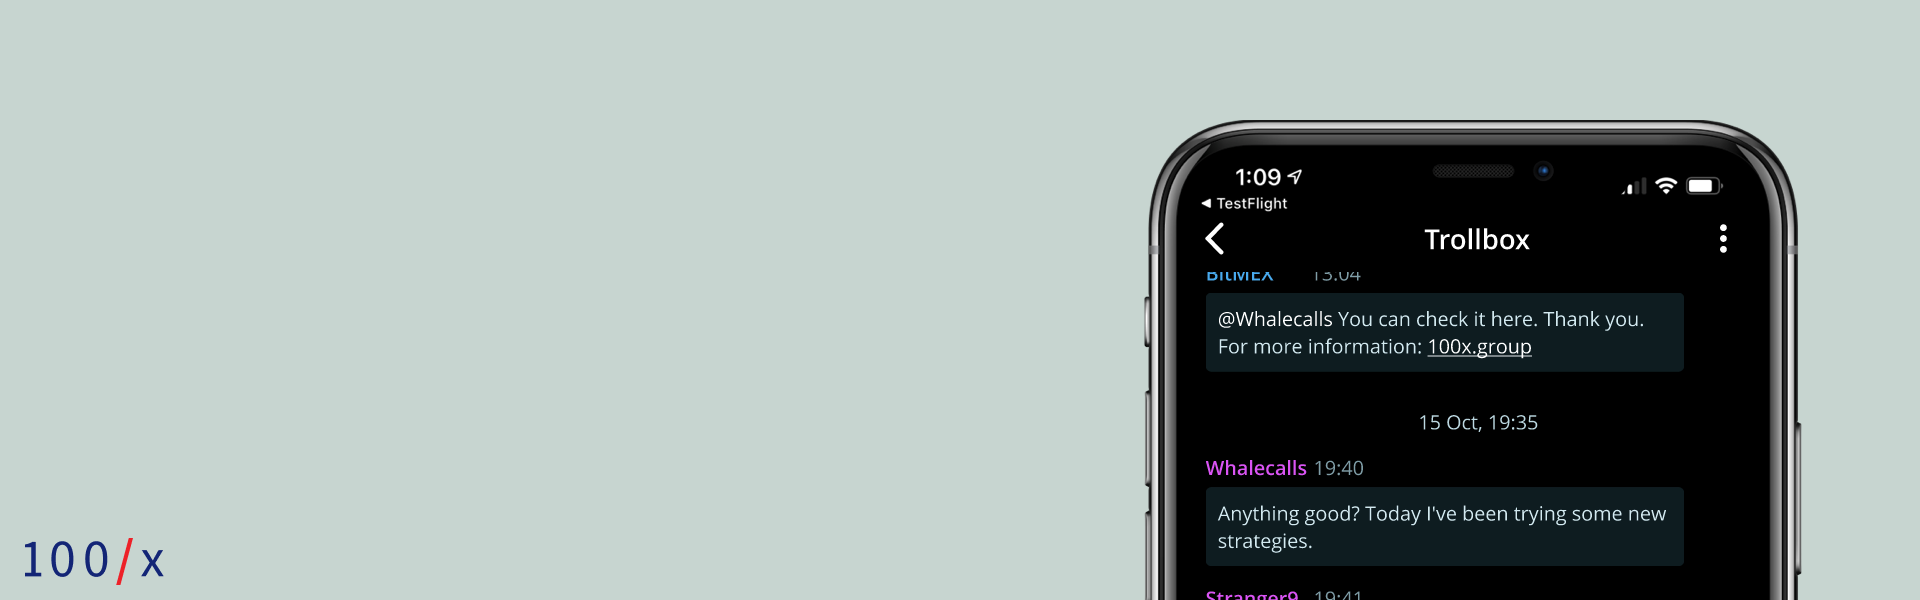 1:09
TestFlight
Trollbox
BitMEX 13:04
@Whalecalls You can check it here. Thank you.
For more information: 100x.group
15 Oct, 19:35
Whalecalls 19:40
Anything good? Today I've been trying some new
strategies.
Stranger9 19:41
100/x